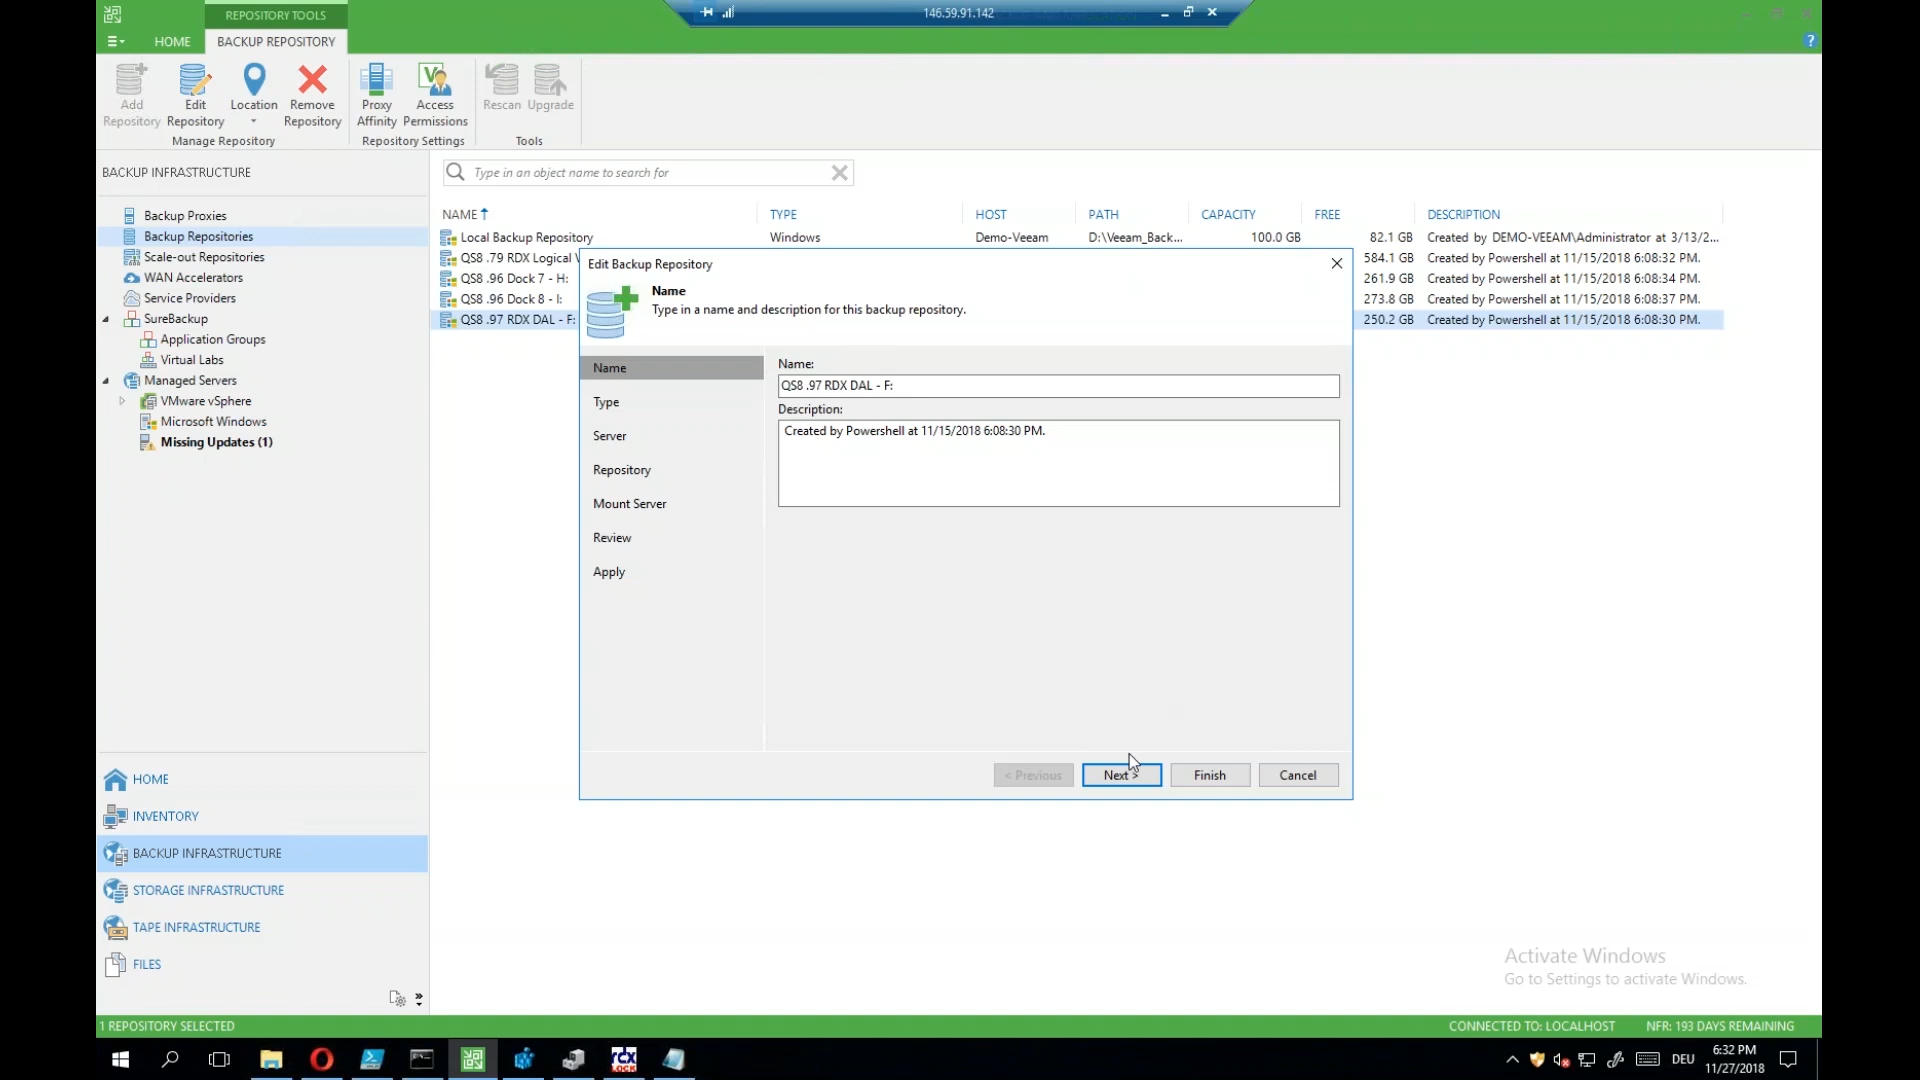 REPOSITORY TOOLS
146.59.91.142
HOME
BACKUP REPOSITORY
Add Repository
Edit Repository
Location
Remove Repository
Proxy Affinity
Access Permissions
Rescan
Upgrade
Manage Repository
Repository Settings
Tools
BACKUP INFRASTRUCTURE
Type in an object name to search for
Backup Proxies
Backup Repositories
Scale-out Repositories
WAN Accelerators
Service Providers
SureBackup
Application Groups
Virtual Labs
Managed Servers
VMware vSphere
Microsoft Windows
Missing Updates (1)
NAME TYPE HOST PATH CAPACITY FREE DESCRIPTION
Local Backup Repository Windows Demo-Veeam D:\Veeam_Back... 100.0 GB 82.1 GB Created by DEMO-VEEAM\Administrator at 3/13/2...
QS8 .79 RDX Logical V 584.1 GB Created by Powershell at 11/15/2018 6:08:32 PM.
QS8 .96 Dock 7 - H: 261.9 GB Created by Powershell at 11/15/2018 6:08:34 PM.
QS8 .96 Dock 8 - I: 273.8 GB Created by Powershell at 11/15/2018 6:08:37 PM.
QS8 .97 RDX DAL - F: 250.2 GB Created by Powershell at 11/15/2018 6:08:30 PM.
Edit Backup Repository
Name
Type in a name and description for this backup repository.
Name
Type
Server
Repository
Mount Server
Review
Apply
Name:
QS8 .97 RDX DAL - F:
Description:
Created by Powershell at 11/15/2018 6:08:30 PM.
< Previous
Next >
Finish
Cancel
HOME
INVENTORY
BACKUP INFRASTRUCTURE
STORAGE INFRASTRUCTURE
TAPE INFRASTRUCTURE
FILES
Activate Windows
Go to Settings to activate Windows.
1 REPOSITORY SELECTED
CONNECTED TO: LOCALHOST
NFR: 193 DAYS REMAINING
DEU
6:32 PM
11/27/2018